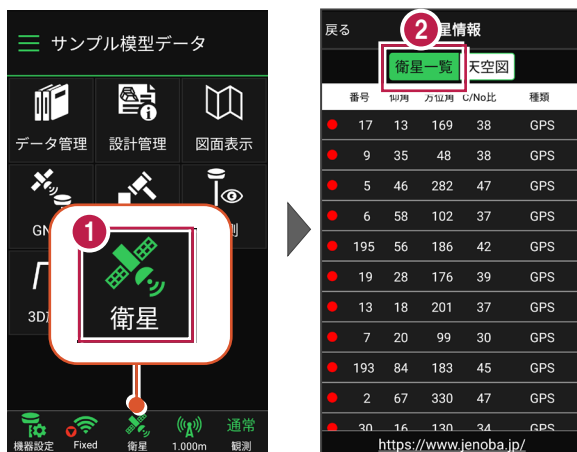 サンプル模型データ
データ管理
設計管理
図面表示
GN
1
衛星
3D
機器設定
Fixed
衛星
1.000m
通常
観測
戻る
2
星情報
衛星一覧
天空図
番号 仰角 方位角 C/No比 種類
17 13 169 38 GPS
9 35 48 38 GPS
5 46 282 47 GPS
6 58 102 37 GPS
195 56 186 42 GPS
19 28 176 39 GPS
13 18 201 37 GPS
7 20 99 30 GPS
193 84 183 45 GPS
2 67 330 47 GPS
30 16 130 34 GPS
https://www.jenoba.jp/